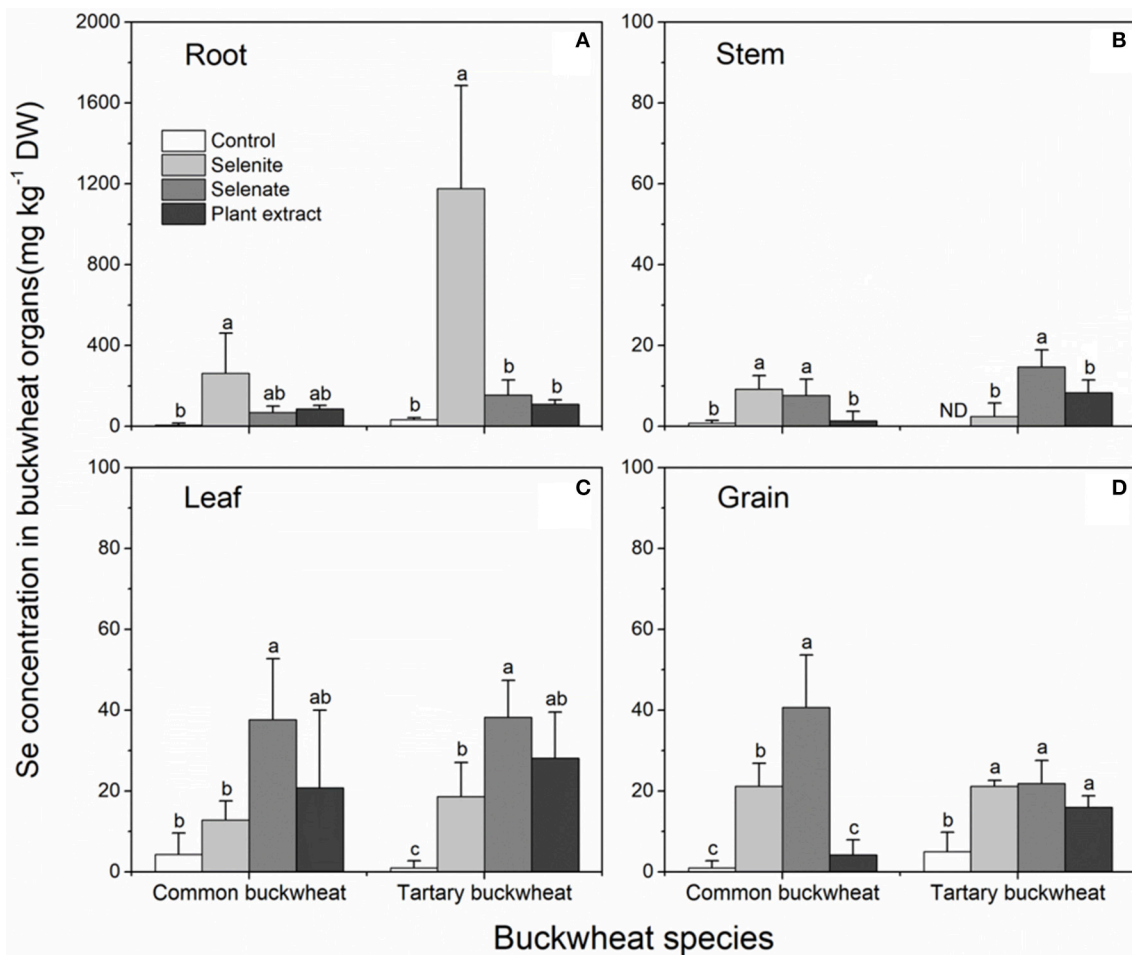 Se concentration in buckwheat organs(mg kg⁻¹ DW)
2000
1600
1200
800
400
0
Root
A
Control
Selenite
Selenate
Plant extract
b
a
ab
ab
b
a
b
b
100
80
60
40
20
0
Stem
B
b
a
a
b
ND
b
a
b
100
80
60
40
20
0
Leaf
C
b
b
a
ab
c
b
a
ab
Common buckwheat
Tartary buckwheat
100
80
60
40
20
0
Grain
D
c
b
a
c
b
a
a
a
Common buckwheat
Tartary buckwheat
Buckwheat species